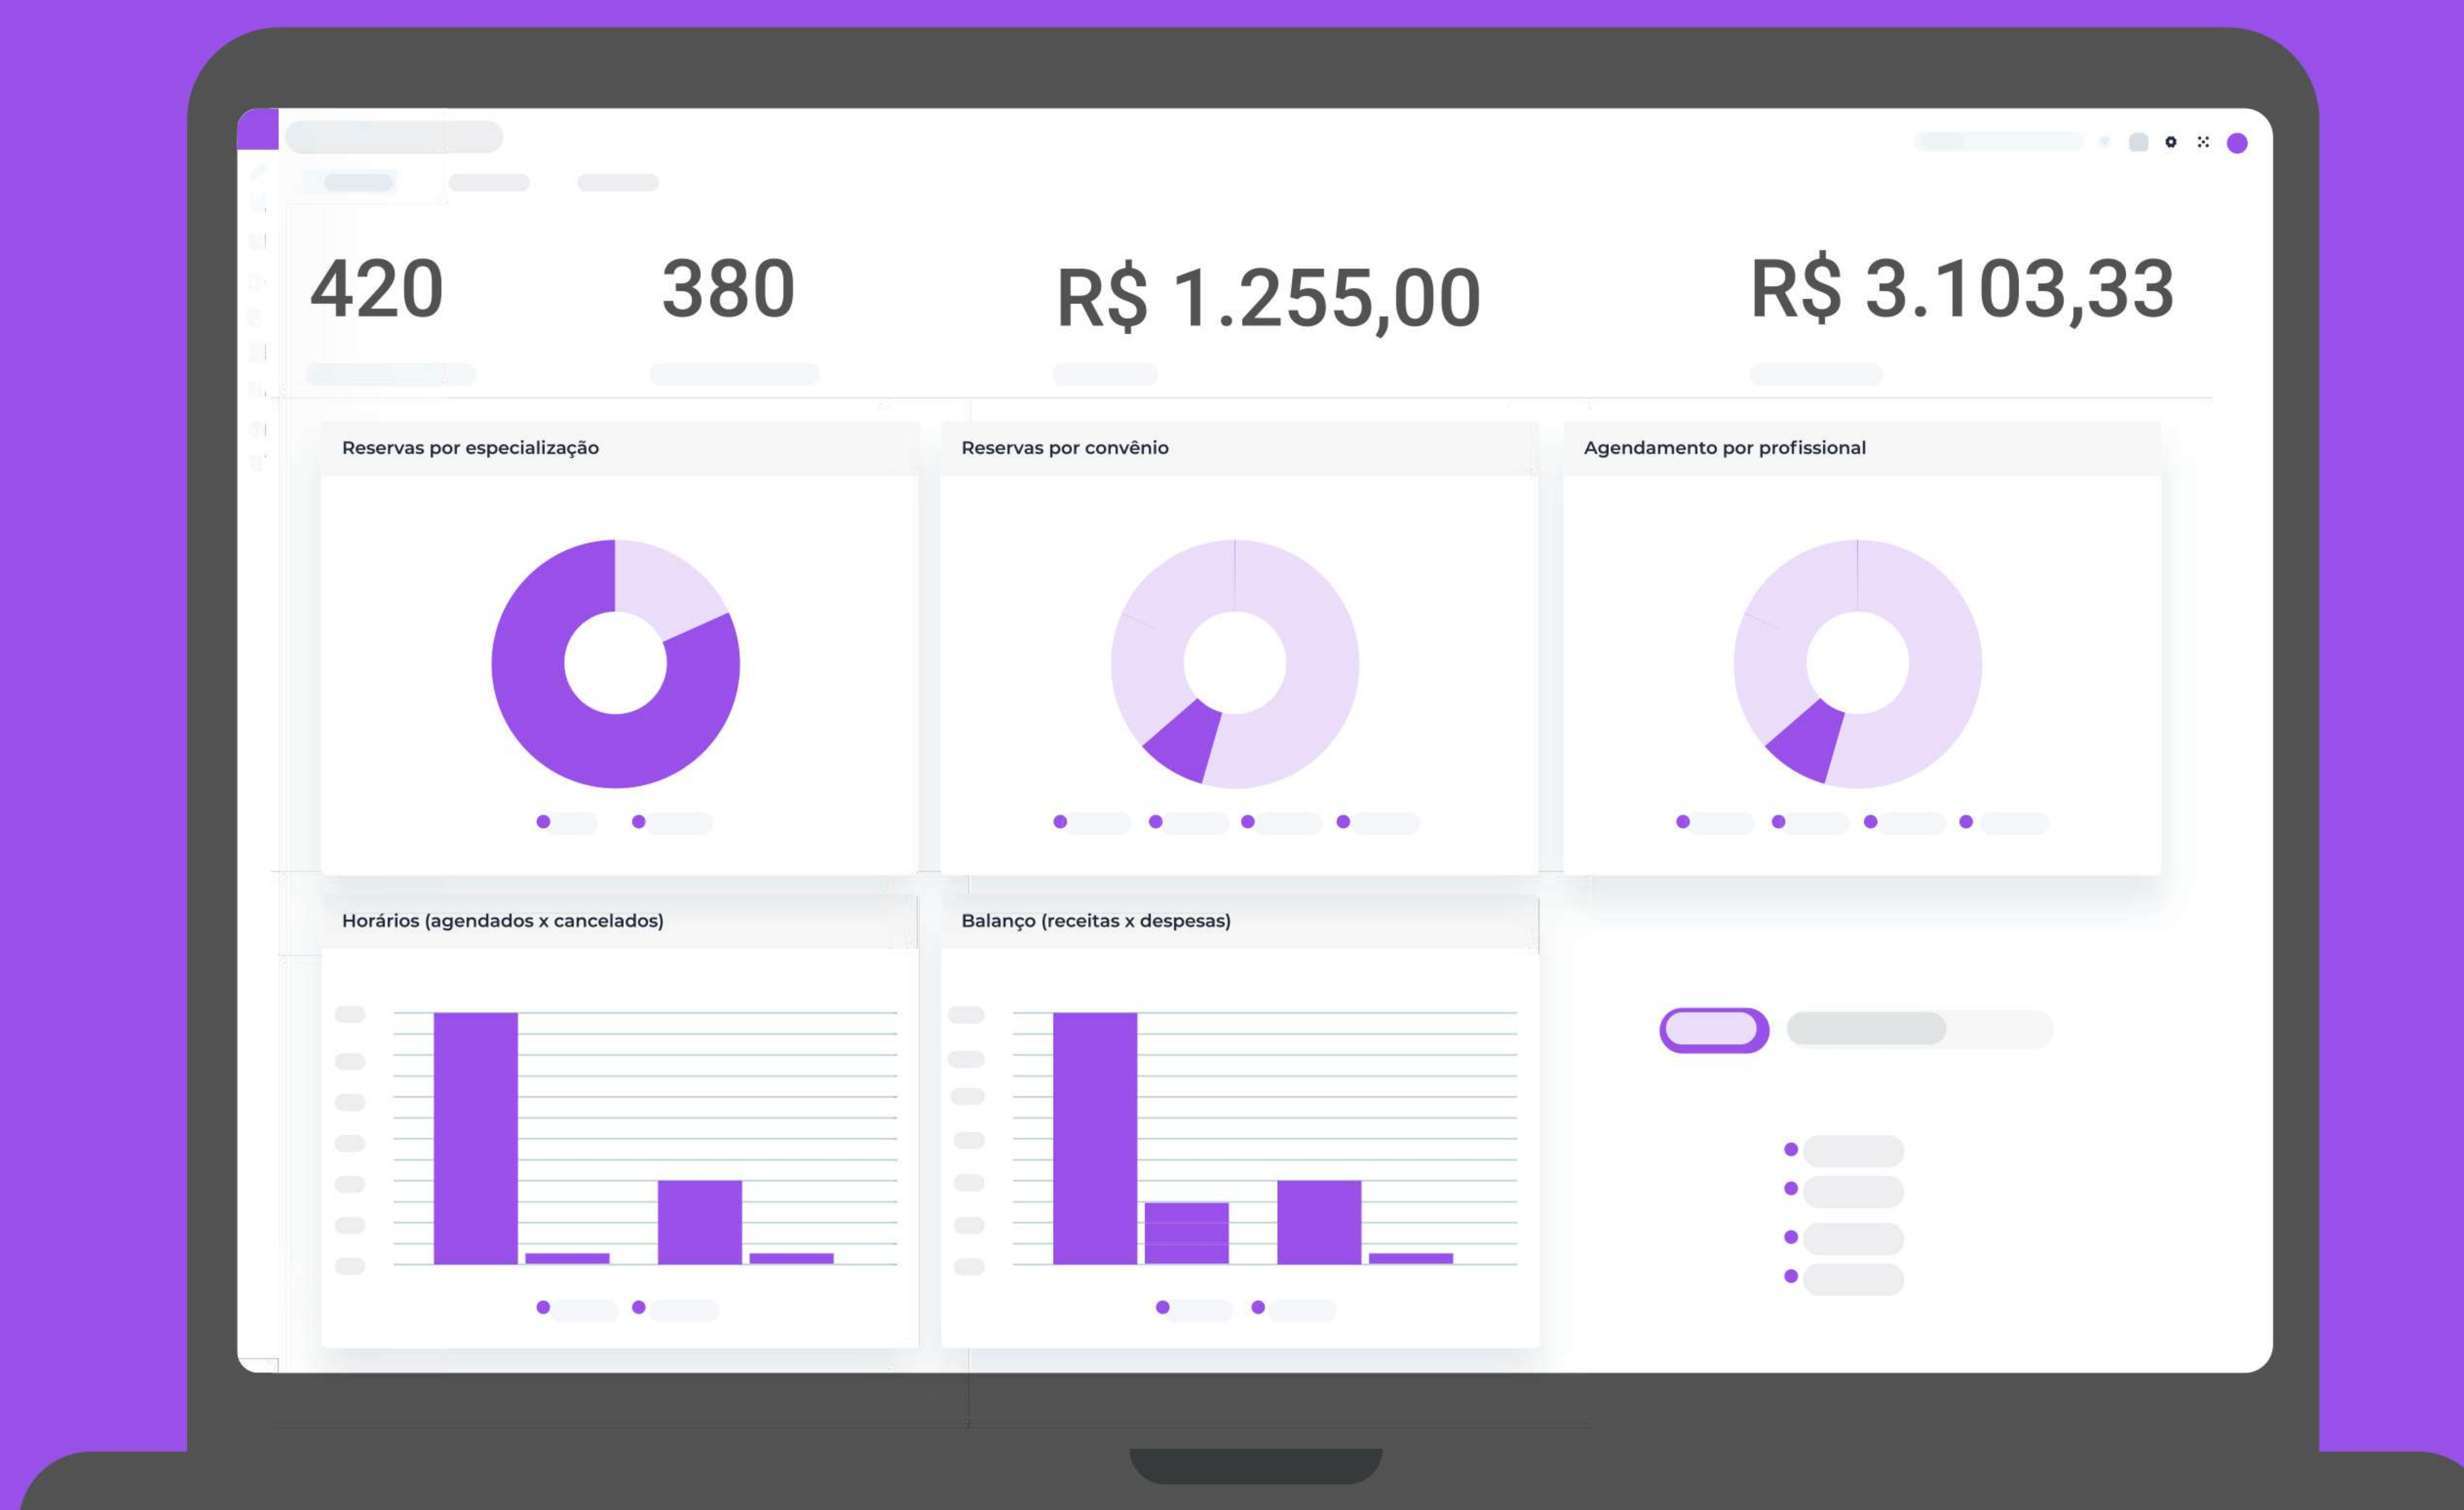 420
380
R$ 1.255,00
R$ 3.103,33
Reservas por especialização
Reservas por convênio
Agendamento por profissional
Horários (agendados x cancelados)
Balanço (receitas x despesas)